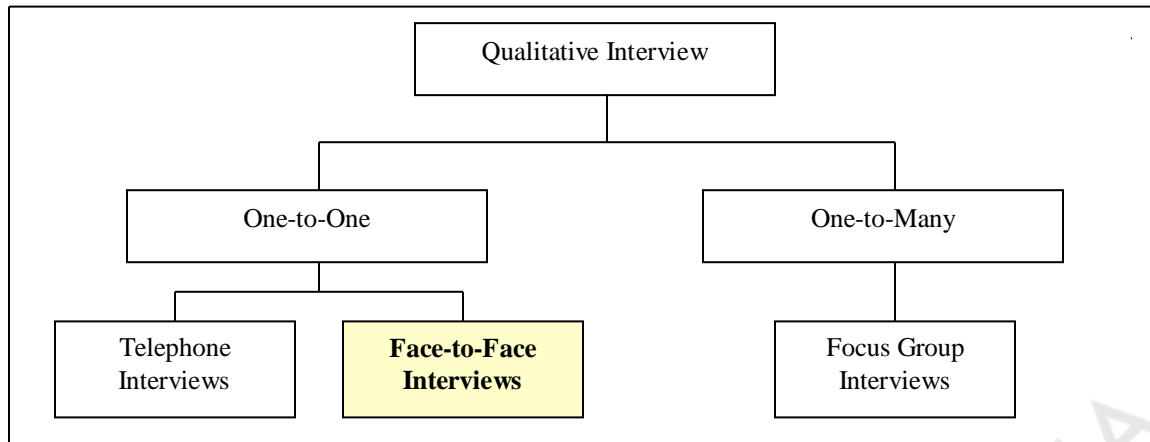 Qualitative Interview
One-to-One
One-to-Many
Telephone
Interviews
Face-to-Face
Interviews
Focus Group
Interviews